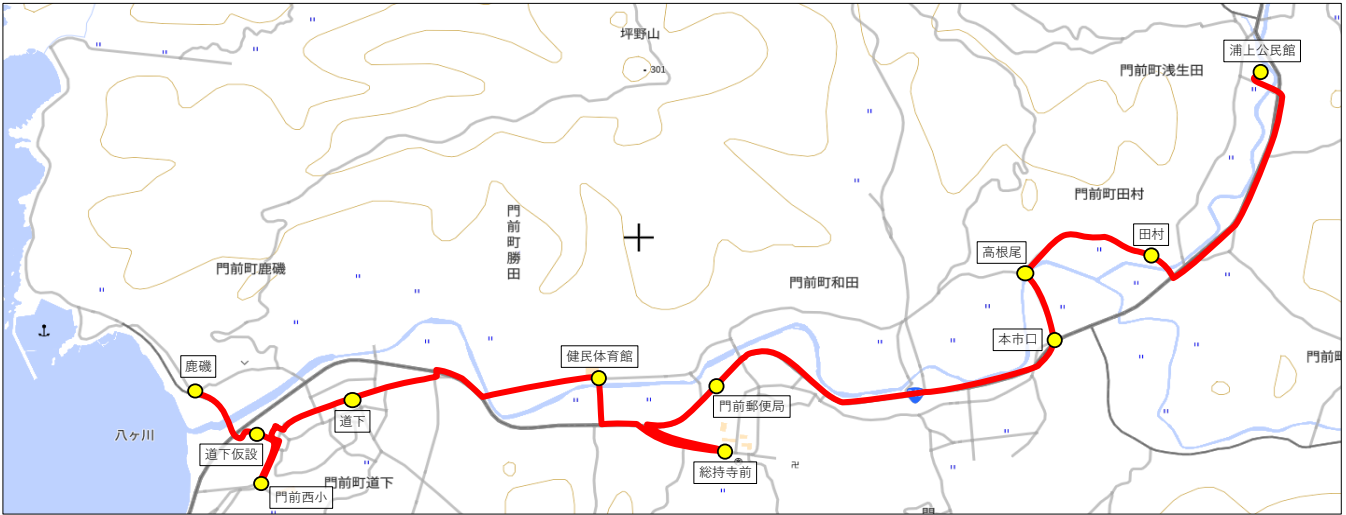 坪野山
301
浦上公民館
門前町浅生田
門前町田村
田村
高根尾
門前町勝田
門前町鹿磯
門前町和田
本市口
鹿磯
健民体育館
門前郵便局
道下
八ヶ川
道下仮設
総持寺前
門前町道下
門前西小